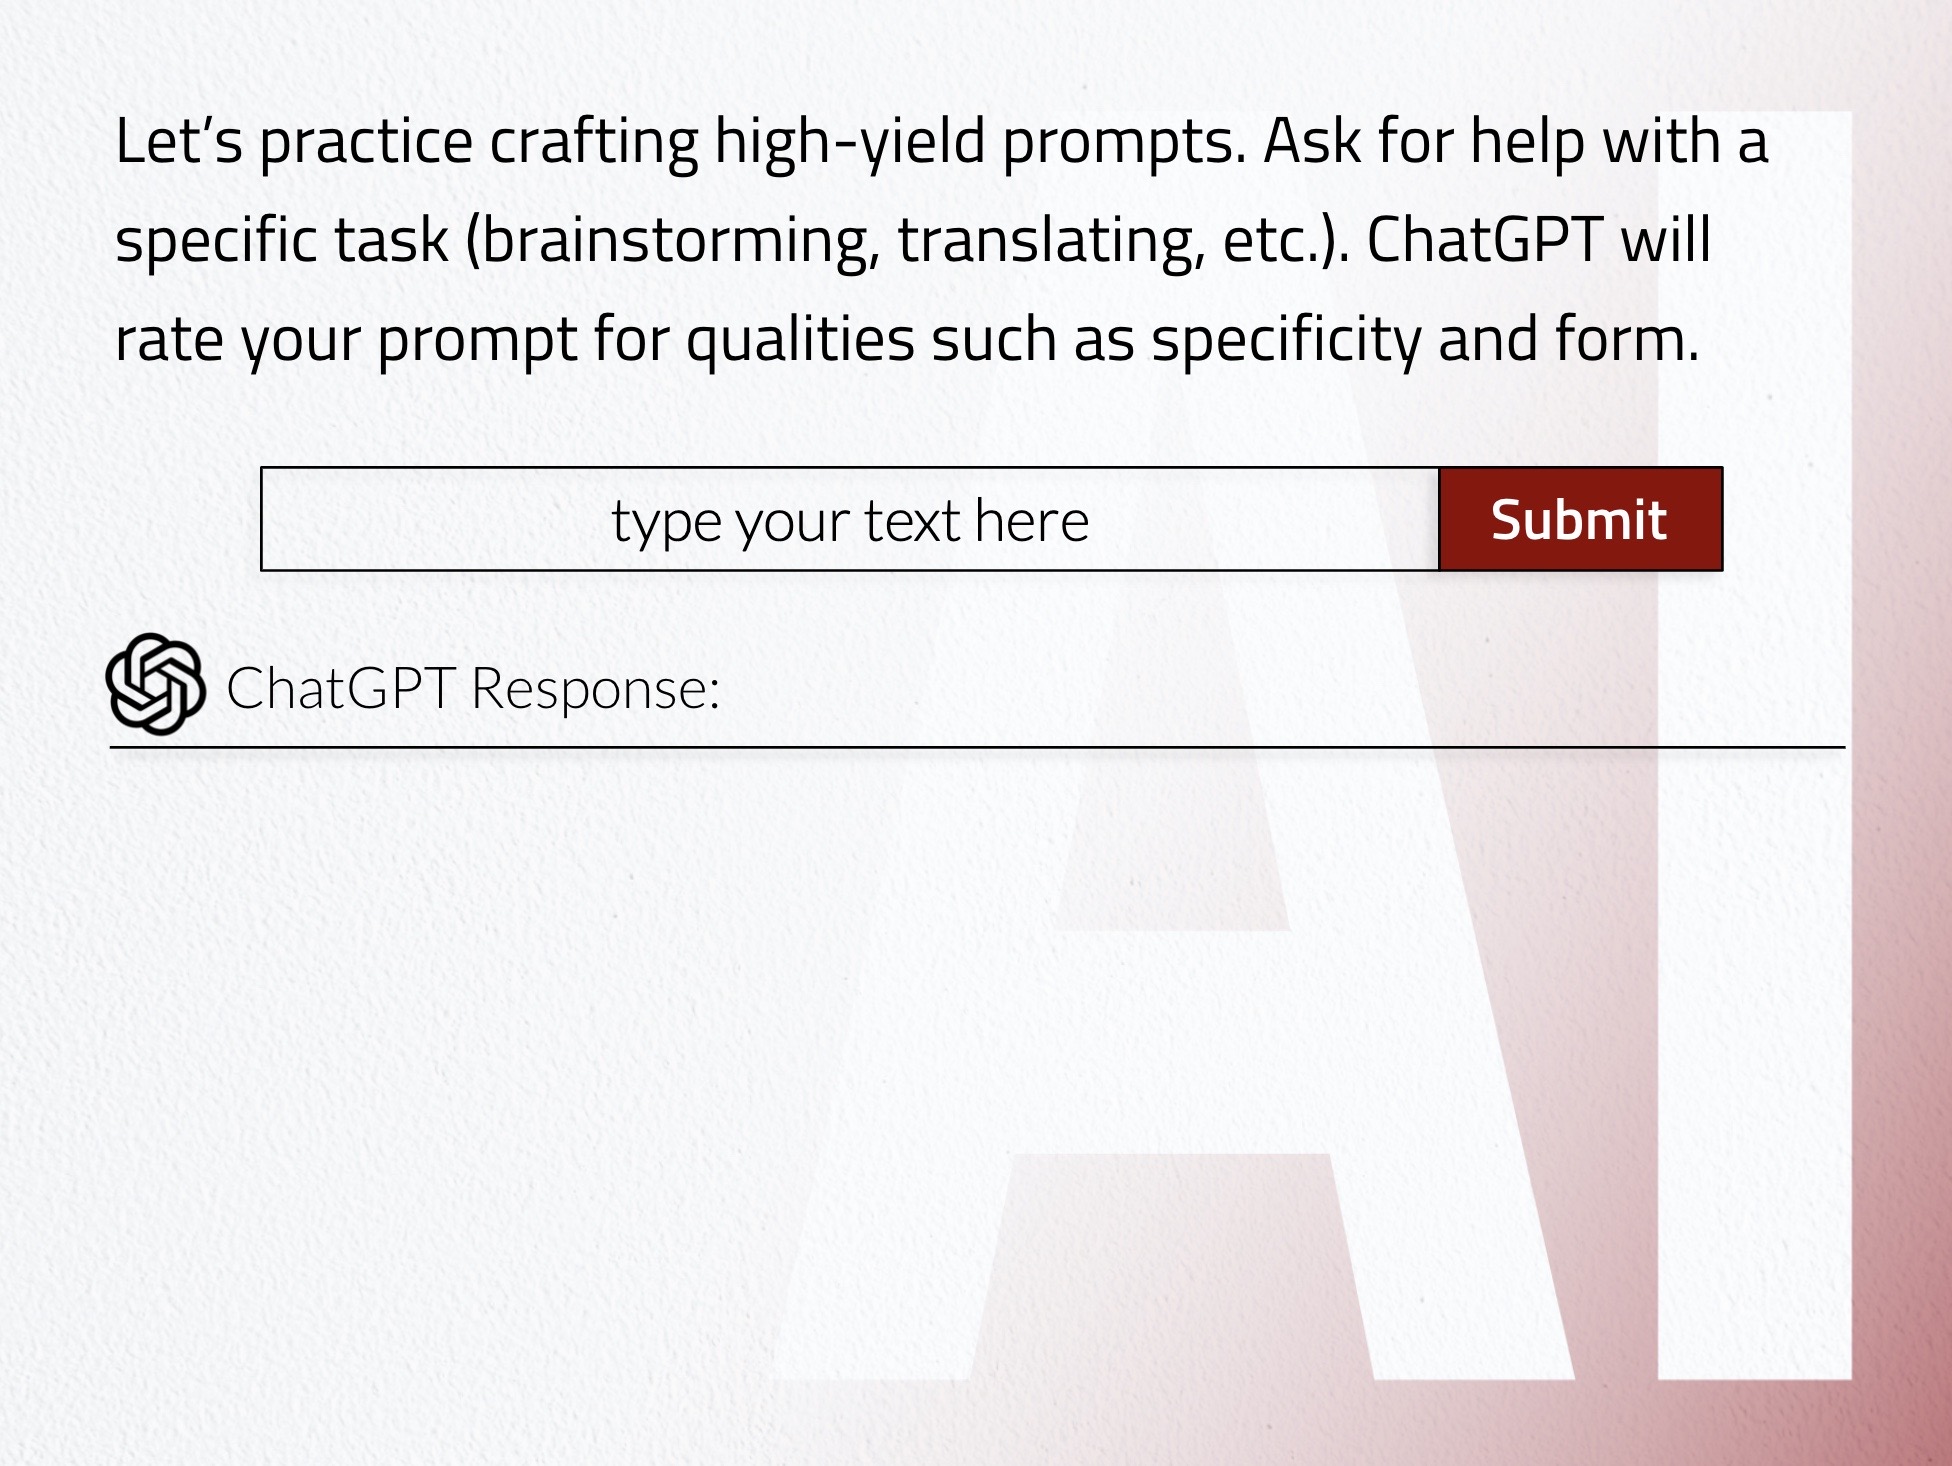 Let’s practice crafting high-yield prompts. Ask for help with a
specific task (brainstorming, translating, etc.). ChatGPT will
rate your prompt for qualities such as specificity and form.
type your text here
Submit
ChatGPT Response:
AI